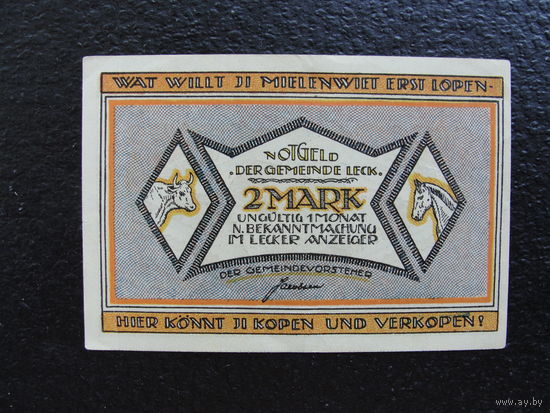 WAT WILLT JI MIELENWIET ERST LOPEN-
NOTGELD
. DER GEMEINDE LECK .
2 MARK
UNGÜLTIG 1 MONAT
N. BEKANNTMACHUNG
IM LECKER ANZEIGER
DER GEMEINDEVORSTEHER
HIER KÖNNT JI KOPEN UND VERKOPEN!
www.ay.by